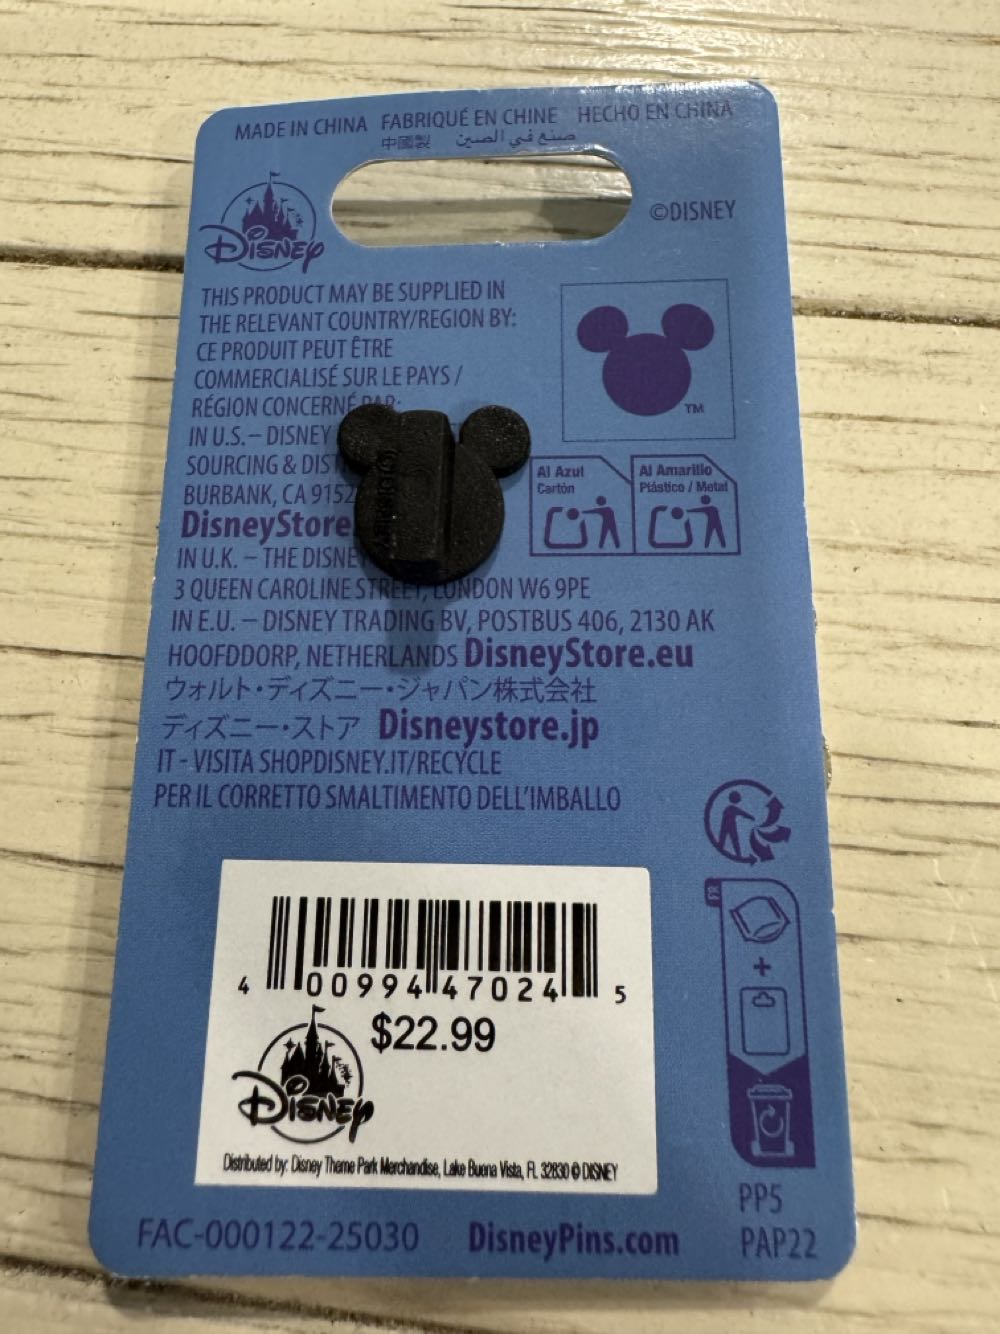 MADE IN CHINA FABRIQUÉ EN CHINE HECHO EN CHINA
中國製 صنع في الصين
DISNEY
©DISNEY
THIS PRODUCT MAY BE SUPPLIED IN
THE RELEVANT COUNTRY/REGION BY:
CE PRODUIT PEUT ÊTRE
COMMERCIALISÉ SUR LE PAYS /
RÉGION CONCERNÉ PAR:
IN U.S. – DISNEY
SOURCING &
BURBANK, CA
DisneyStore
IN U.K. – THE
3 QUEEN CAROLINE STREET, LONDON W6 9PE
IN E.U. – DISNEY TRADING BV, POSTBUS 406, 2130 AK
HOOFDDORP, NETHERLANDS DisneyStore.eu
ウォルト・ディズニー・ジャパン株式会社
ディズニー・ストア Disneystore.jp
IT - VISITA SHOPDISNEY.IT/RECYCLE
PER IL CORRETTO SMALTIMENTO DELL'IMBALLO
TM
Al Azul
Cartón
Al Amarillo
Plástico / Metal
FR
+
4 00994 47024 5
$22.99
DISNEY
Distributed by: Disney Theme Park Merchandise, Lake Buena Vista, FL 32830 © DISNEY
FAC-000122-25030 DisneyPins.com
PP5
PAP22